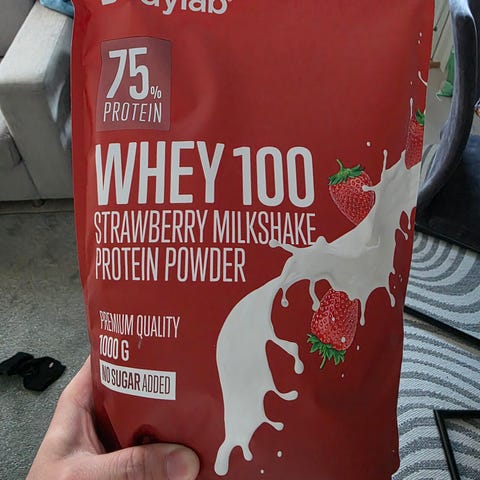 75%
PROTEIN
WHEY 100
STRAWBERRY MILKSHAKE
PROTEIN POWDER
PREMIUM QUALITY
1000 G
NO SUGAR ADDED